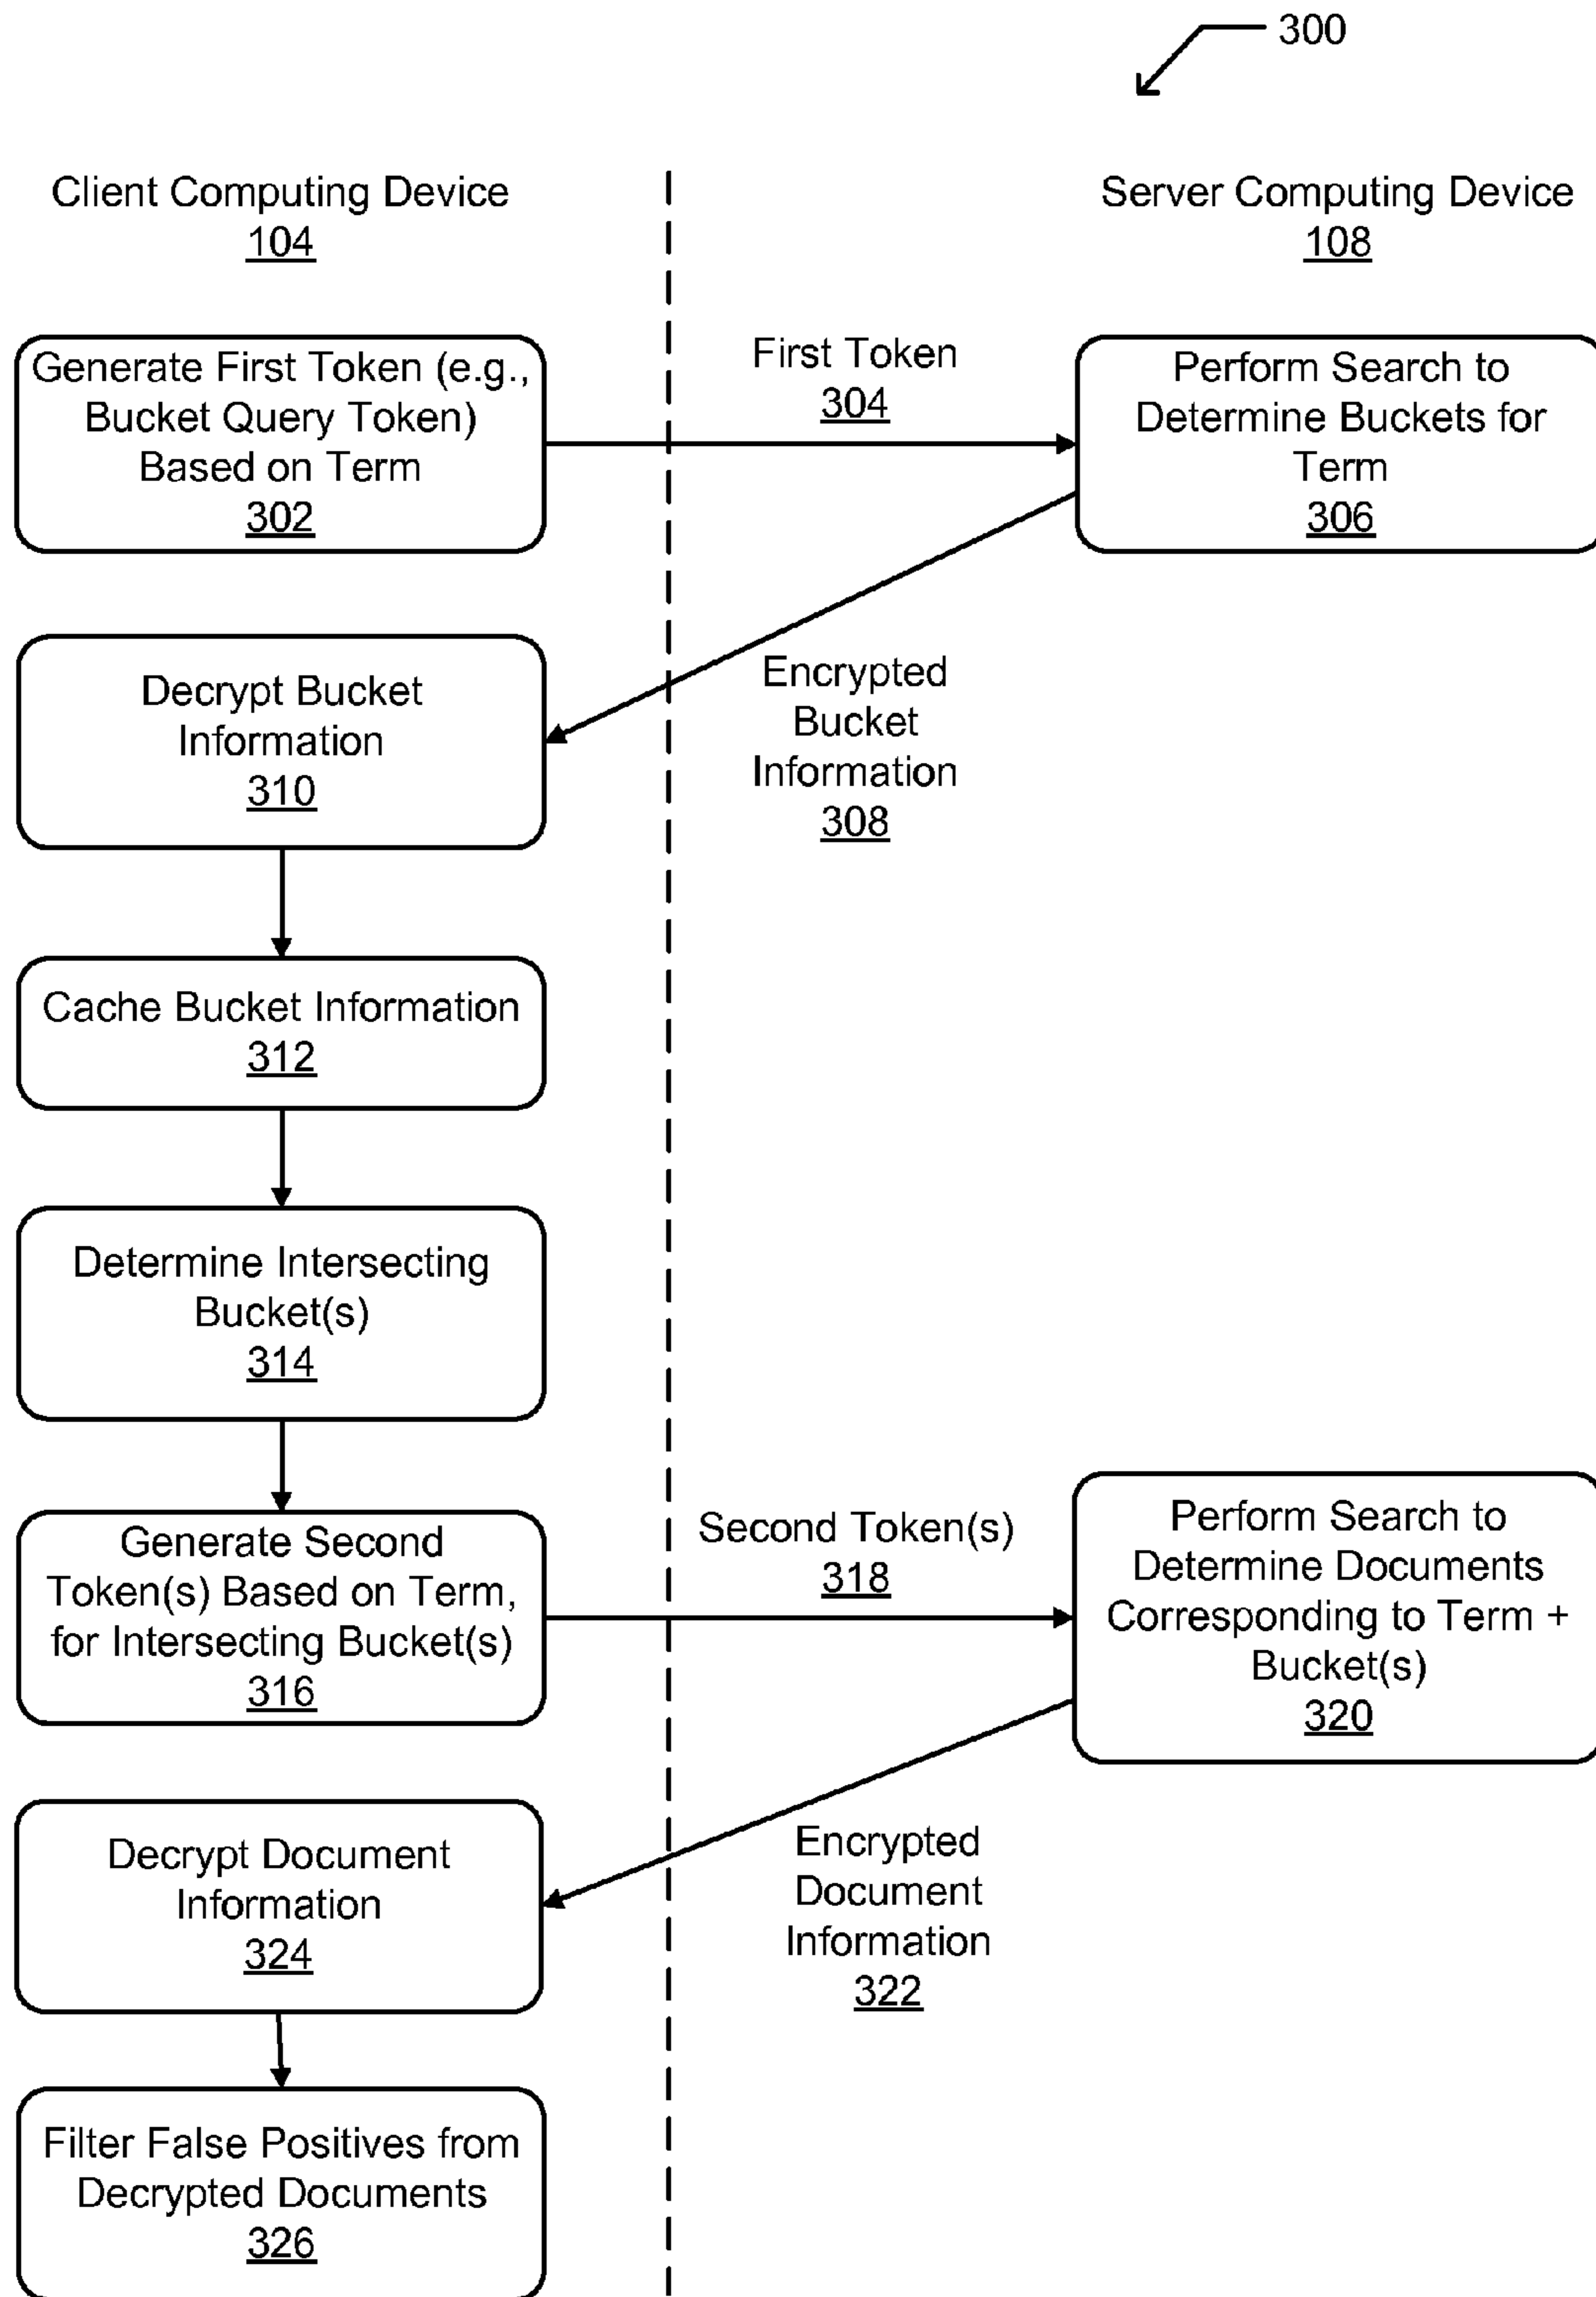 300
Client Computing Device
104
Server Computing Device
108
Generate First Token (e.g.,
Bucket Query Token)
Based on Term
302
First Token
304
Perform Search to
Determine Buckets for
Term
306
Encrypted
Bucket
Information
308
Decrypt Bucket
Information
310
Cache Bucket Information
312
Determine Intersecting
Bucket(s)
314
Generate Second
Token(s) Based on Term,
for Intersecting Bucket(s)
316
Second Token(s)
318
Perform Search to
Determine Documents
Corresponding to Term +
Bucket(s)
320
Encrypted
Document
Information
322
Decrypt Document
Information
324
Filter False Positives from
Decrypted Documents
326